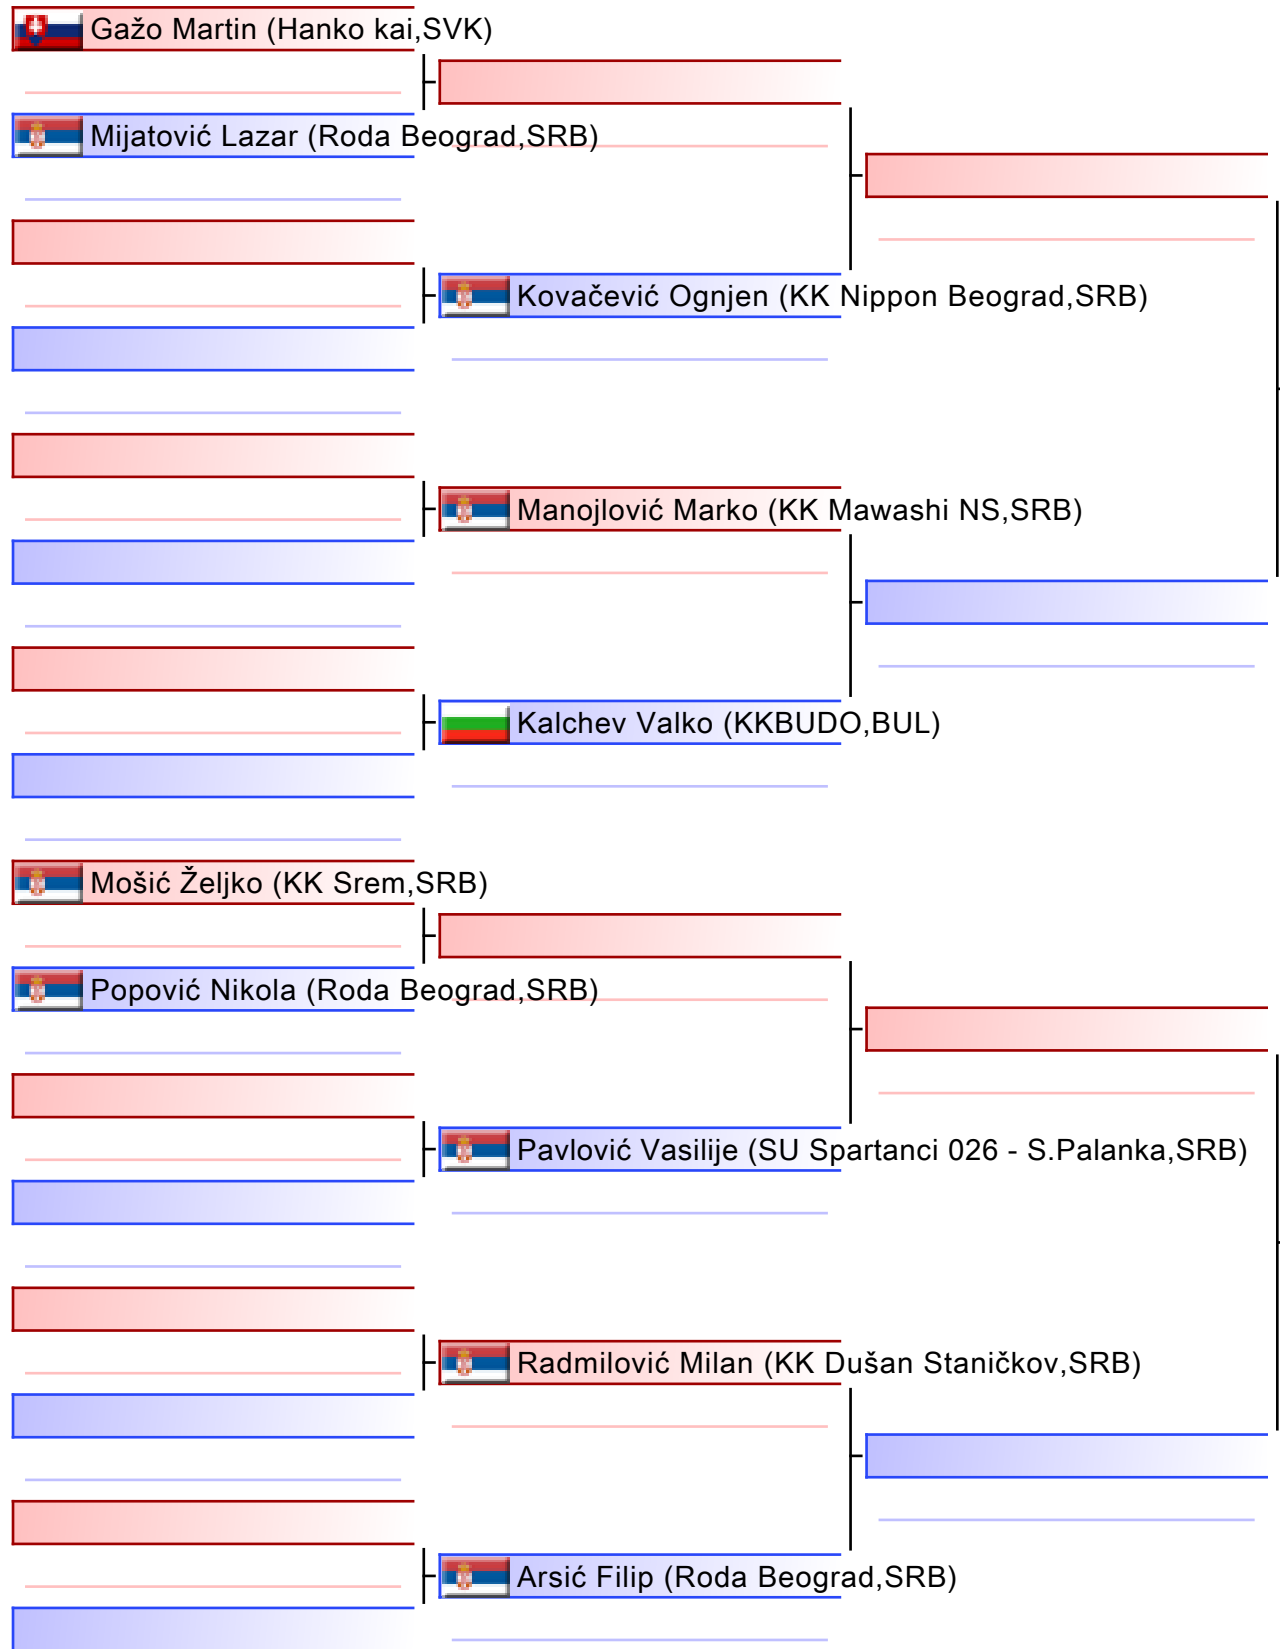 Gažo Martin (Hanko kai,SVK)
Mijatović Lazar (Roda Beograd,SRB)
Kovačević Ognjen (KK Nippon Beograd,SRB)
Manojlović Marko (KK Mawashi NS,SRB)
Kalchev Valko (KKBUDO,BUL)
Mošić Željko (KK Srem,SRB)
Popović Nikola (Roda Beograd,SRB)
Pavlović Vasilije (SU Spartanci 026 - S.Palanka,SRB)
Radmilović Milan (KK Dušan Staničkov,SRB)
Arsić Filip (Roda Beograd,SRB)